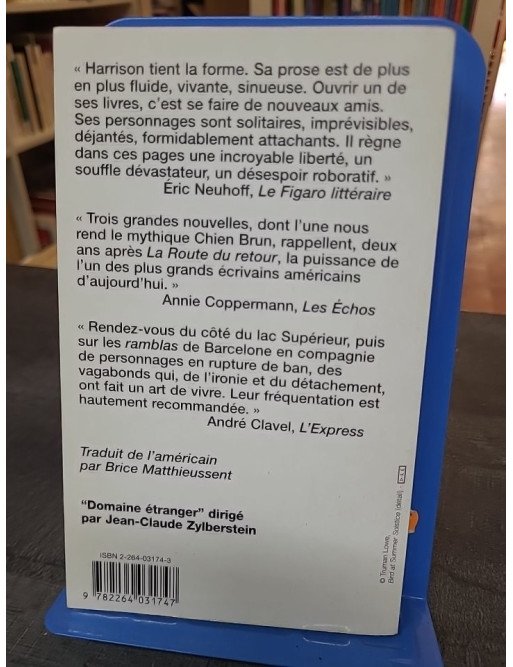 « Harrison tient la forme. Sa prose est de plus
en plus fluide, vivante, sinueuse. Ouvrir un de
ses livres, c'est se faire de nouveaux amis.
Ses personnages sont solitaires, imprévisibles,
déjantés, formidablement attachants. Il règne
dans ces pages une incroyable liberté, un
souffle dévastateur, un désespoir roboratif. »
Éric Neuhoff, Le Figaro littéraire
« Trois grandes nouvelles, dont l'une nous
rend le mythique Chien Brun, rappellent, deux
ans après La Route du retour, la puissance de
l'un des plus grands écrivains américains
d'aujourd'hui. »
Annie Coppermann, Les Échos
« Rendez-vous du côté du lac Supérieur, puis
sur les ramblas de Barcelone en compagnie
de personnages en rupture de ban, des
vagabonds qui, de l'ironie et du détachement,
ont fait un art de vivre. Leur fréquentation est
hautement recommandée. »
André Clavel, L'Express
Traduit de l'américain
par Brice Matthieussent
"Domaine étranger" dirigé
par Jean-Claude Zylberstein
ISBN 2-264-03174-3
9 782264 031747
© Truman Lowe,
Bird at Summer Solstice (détail)